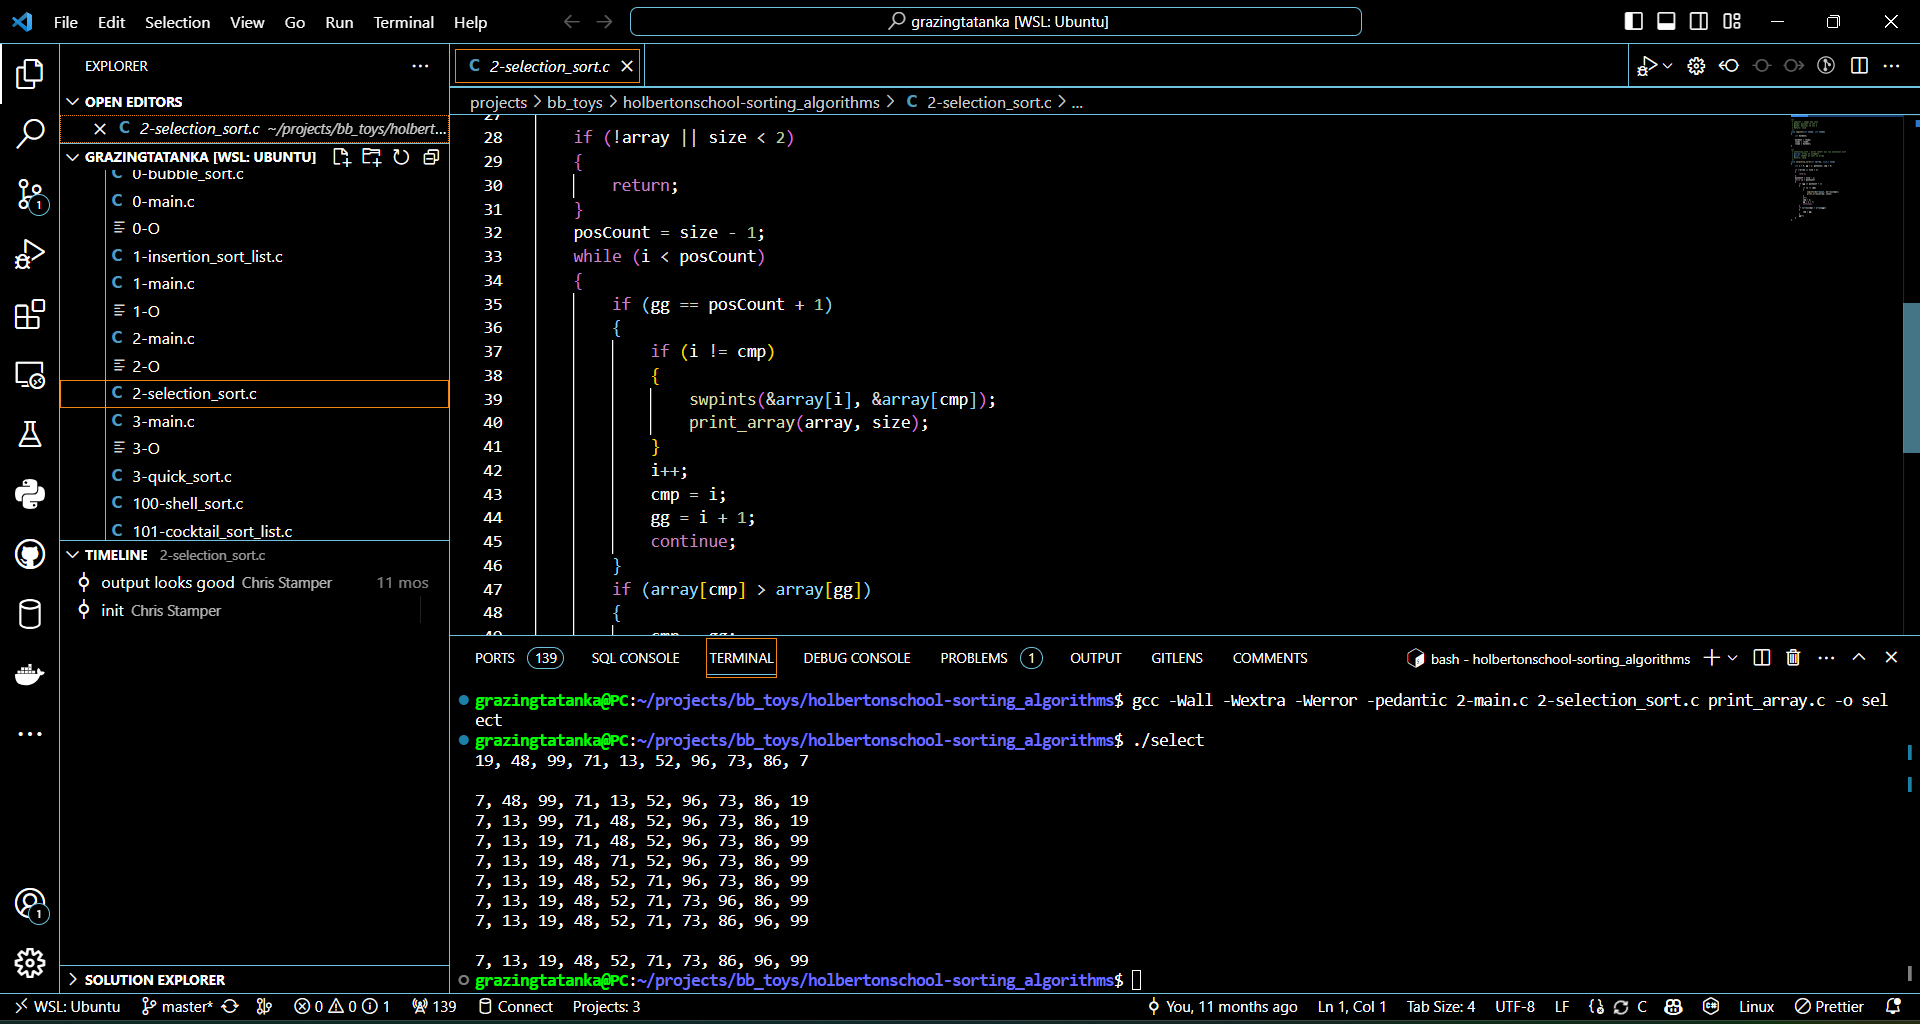 File Edit Selection View Go Run Terminal Help
grazingtatanka [WSL: Ubuntu]
EXPLORER
OPEN EDITORS
C 2-selection_sort.c ~/projects/bb_toys/holbert...
GRAZINGTATANKA [WSL: UBUNTU]
C 0-bubble_sort.c
C 0-main.c
0-O
C 1-insertion_sort_list.c
C 1-main.c
1-O
C 2-main.c
2-O
C 2-selection_sort.c
C 3-main.c
3-O
C 3-quick_sort.c
C 100-shell_sort.c
C 101-cocktail_sort_list.c
TIMELINE 2-selection_sort.c
output looks good Chris Stamper 11 mos
init Chris Stamper
SOLUTION EXPLORER
1
1
C 2-selection_sort.c
projects > bb_toys > holbertonschool-sorting_algorithms > C 2-selection_sort.c > ...
27
28 if (!array || size < 2)
29 {
30 return;
31 }
32 posCount = size - 1;
33 while (i < posCount)
34 {
35 if (gg == posCount + 1)
36 {
37 if (i != cmp)
38 {
39 swpints(&array[i], &array[cmp]);
40 print_array(array, size);
41 }
42 i++;
43 cmp = i;
44 gg = i + 1;
45 continue;
46 }
47 if (array[cmp] > array[gg])
48 {
49 cmp = gg;
PORTS 139 SQL CONSOLE TERMINAL DEBUG CONSOLE PROBLEMS 1 OUTPUT GITLENS COMMENTS
bash - holbertonschool-sorting_algorithms
grazingtatanka@PC:~/projects/bb_toys/holbertonschool-sorting_algorithms$ gcc -Wall -Wextra -Werror -pedantic 2-main.c 2-selection_sort.c print_array.c -o sel
ect
grazingtatanka@PC:~/projects/bb_toys/holbertonschool-sorting_algorithms$ ./select
19, 48, 99, 71, 13, 52, 96, 73, 86, 7
7, 48, 99, 71, 13, 52, 96, 73, 86, 19
7, 13, 99, 71, 48, 52, 96, 73, 86, 19
7, 13, 19, 71, 48, 52, 96, 73, 86, 99
7, 13, 19, 48, 71, 52, 96, 73, 86, 99
7, 13, 19, 48, 52, 71, 96, 73, 86, 99
7, 13, 19, 48, 52, 71, 73, 96, 86, 99
7, 13, 19, 48, 52, 71, 73, 86, 96, 99
7, 13, 19, 48, 52, 71, 73, 86, 96, 99
grazingtatanka@PC:~/projects/bb_toys/holbertonschool-sorting_algorithms$
WSL: Ubuntu master* 0 0 1 139 Connect Projects: 3
You, 11 months ago Ln 1, Col 1 Tab Size: 4 UTF-8 LF {} C Linux Prettier